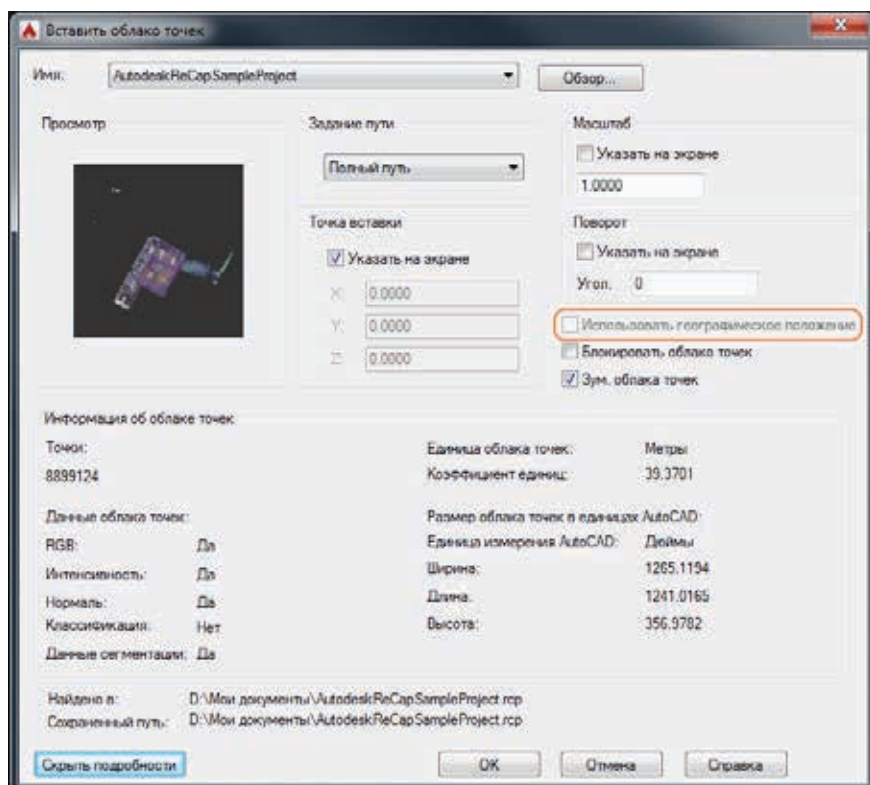 Вставить облако точек
Имя: AutodeskReCapSampleProject Обзор...
Просмотр
Задание пути
Полный путь
Точка вставки
Указать на экране
X: 0.0000
Y: 0.0000
Z: 0.0000
Масштаб
Указать на экране
1.0000
Поворот
Указать на экране
Угол: 0
Использовать географическое положение
Блокировать облако точек
Зум. облака точек
Информация об облаке точек
Точки:
8899124
Данные облака точек:
RGB: Да
Интенсивность: Да
Нормаль: Да
Классификация: Нет
Данные сегментации: Да
Единица облака точек: Метры
Коэффициент единиц: 39.3701
Размер облака точек в единицах AutoCAD:
Единица измерения AutoCAD: Дюймы
Ширина: 1265.1194
Длина: 1241.0165
Высота: 356.9782
Найдено в: D:\Мои документы\AutodeskReCapSampleProject.rcp
Сохраненный путь: D:\Мои документы\AutodeskReCapSampleProject.rcp
Скрыть подробности OK Отмена Справка